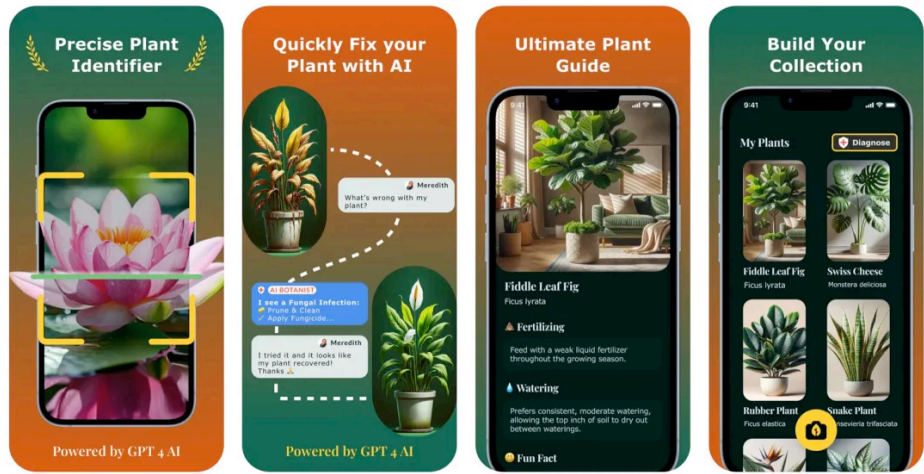 Precise Plant
Identifier
Powered by GPT 4 AI
Quickly Fix your
Plant with AI
Meredith
What's wrong with my
plant?
AI BOTANIST
I see a Fungal Infection:
Prune & Clean
Apply Fungicide...
Meredith
I tried it and it looks like
my plant recovered!
Thanks 🙏
Powered by GPT 4 AI
Ultimate Plant
Guide
9:41
Fiddle Leaf Fig
Ficus lyrata
Fertilizing
Feed with a weak liquid fertilizer
throughout the growing season.
Watering
Prefers consistent, moderate watering,
allowing the top inch of soil to dry out
between waterings.
Fun Fact
Build Your
Collection
9:41
My Plants
Diagnose
Fiddle Leaf Fig
Ficus lyrata
Swiss Cheese
Monstera deliciosa
Rubber Plant
Ficus elastica
Snake Plant
nsevieria trifasciata